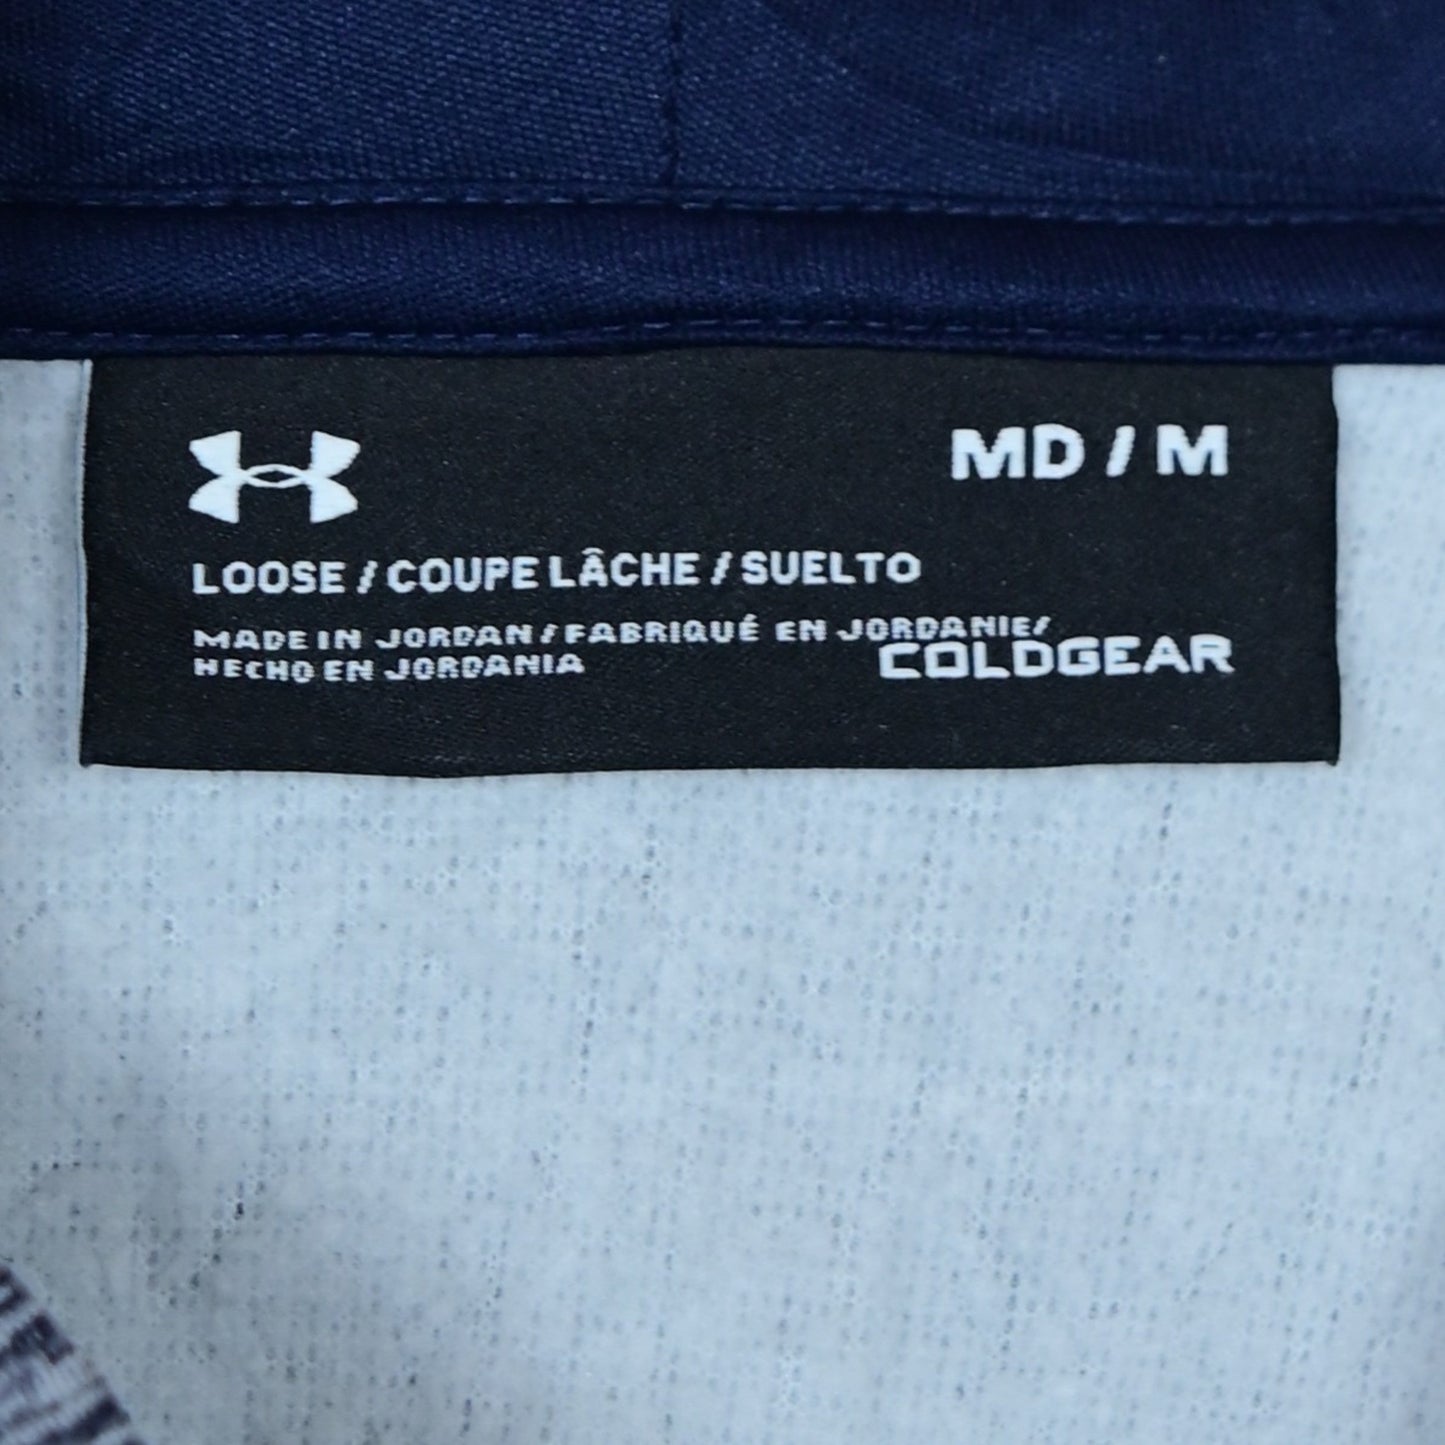 MD / M
LOOSE / COUPE LÂCHE / SUELTO
MADE IN JORDAN / FABRIQUÉ EN JORDANIE/
HECHO EN JORDANIA
COLDGEAR